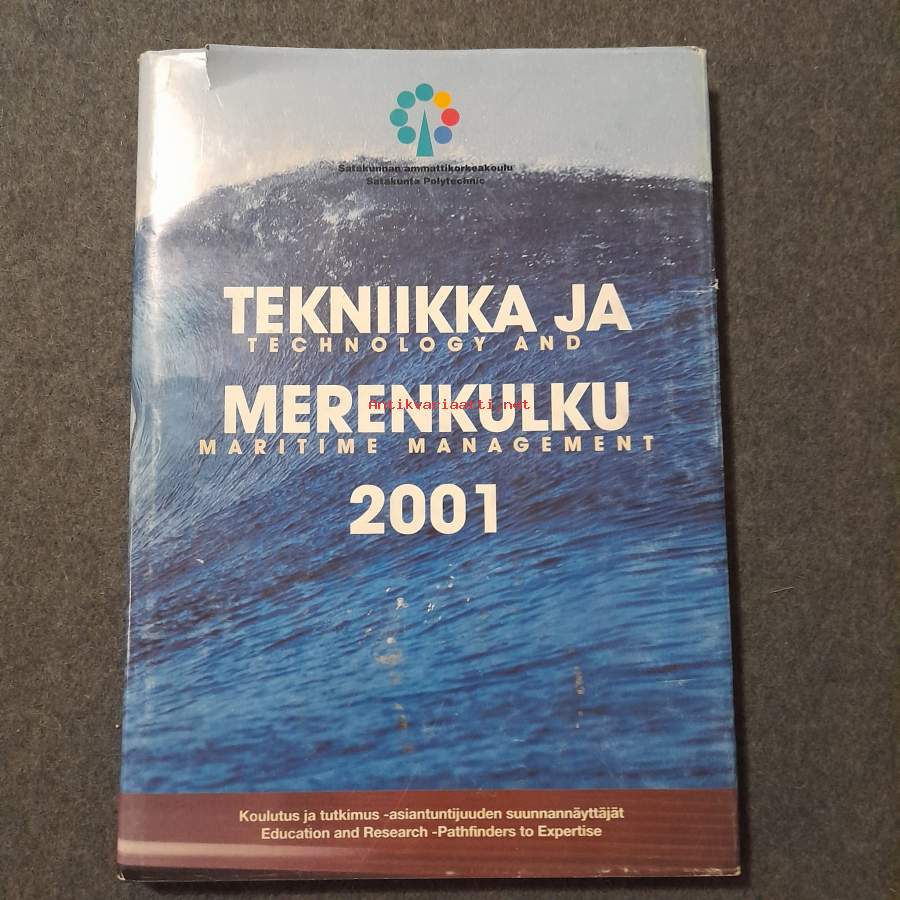 Satakunnan ammattikorkeakoulu
Satakunta Polytechnic
TEKNIIKKA JA
TECHNOLOGY AND
MERENKULKU
Antikvariaatti.net
MARITIME MANAGEMENT
2001
Koulutus ja tutkimus -asiantuntijuuden suunnannäyttäjät
Education and Research -Pathfinders to Expertise